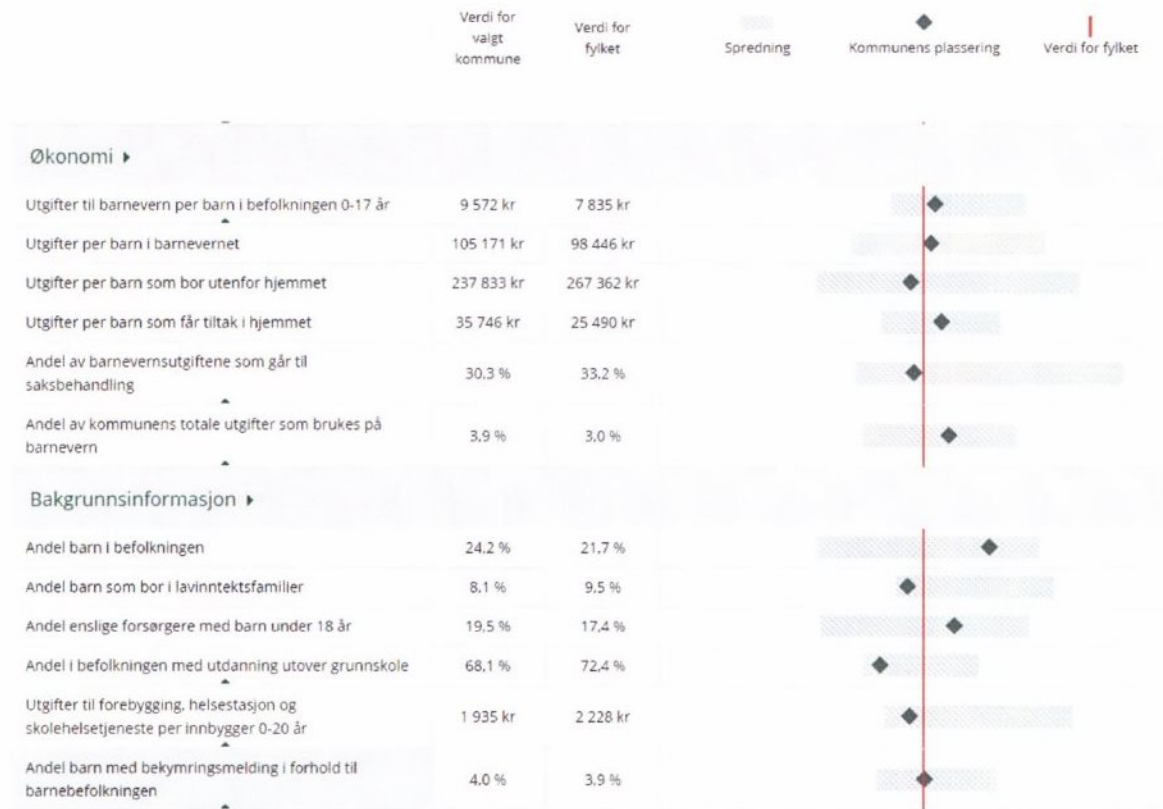 Verdi for
valgt
kommune
Verdi for
fylket
Spredning
Kommunens plassering
Verdi for fylket
Økonomi
Utgifter til barnevern per barn i befolkningen 0-17 år 9 572 kr 7 835 kr
Utgifter per barn i barnevernet 105 171 kr 98 446 kr
Utgifter per barn som bor utenfor hjemmet 237 833 kr 267 362 kr
Utgifter per barn som får tiltak i hjemmet 35 746 kr 25 490 kr
Andel av barnevernsutgiftene som går til
saksbehandling 30,3 % 33,2 %
Andel av kommunens totale utgifter som brukes på
barnevern 3,9 % 3,0 %
Bakgrunnsinformasjon
Andel barn i befolkningen 24,2 % 21,7 %
Andel barn som bor i lavinntektsfamilier 8,1 % 9,5 %
Andel enslige forsørgere med barn under 18 år 19,5 % 17,4 %
Andel i befolkningen med utdanning utover grunnskole 68,1 % 72,4 %
Utgifter til forebygging, helsestasjon og
skolehelsetjeneste per innbygger 0-20 år 1 935 kr 2 228 kr
Andel barn med bekymringsmelding i forhold til
barnebefolkningen 4,0 % 3,9 %